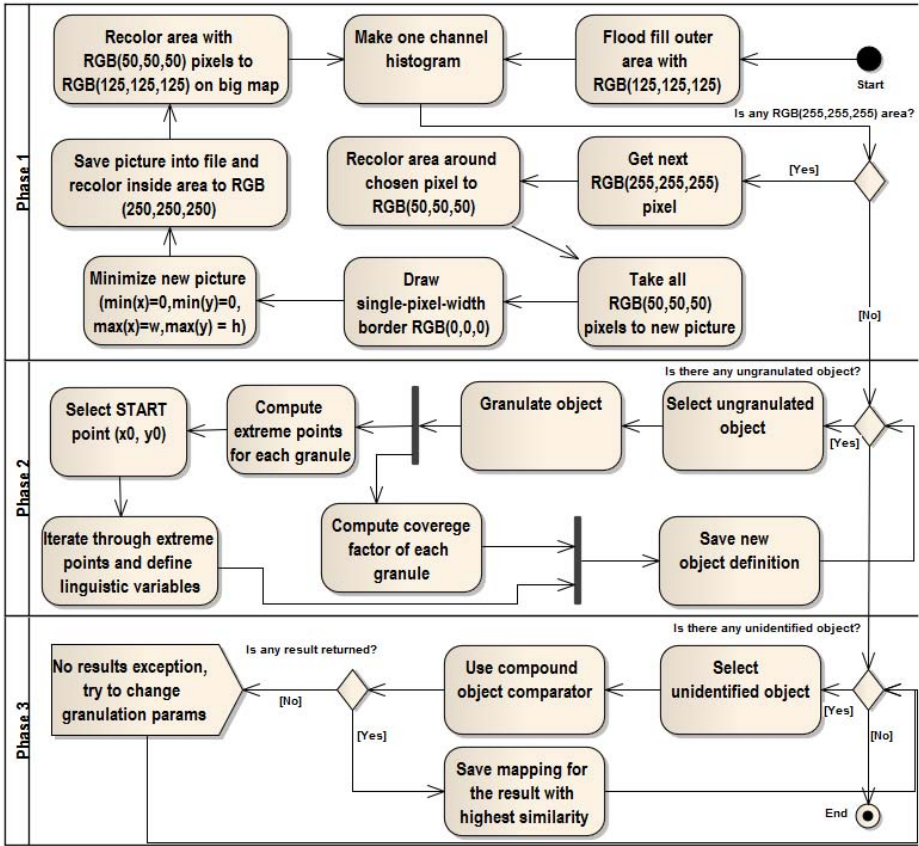 Phase 1
Recolor area with
RGB(50,50,50) pixels to
RGB(125,125,125) on big map
Make one channel
histogram
Flood fill outer
area with
RGB(125,125,125)
Start
Is any RGB(255,255,255) area?
Save picture into file and
recolor inside area to RGB
(250,250,250)
Recolor area around
chosen pixel to
RGB(50,50,50)
Get next
RGB(255,255,255)
pixel
[Yes]
Minimize new picture
(min(x)=0,min(y)=0,
max(x)=w,max(y) = h)
Draw
single-pixel-width
border RGB(0,0,0)
Take all
RGB(50,50,50)
pixels to new picture
[No]
Phase 2
Is there any ungranulated object?
Select START
point (x0, y0)
Compute
extreme points
for each granule
Granulate object
Select ungranulated
object
[Yes]
Iterate through extreme
points and define
linguistic variables
Compute coverege
factor of each
granule
Save new
object definition
Phase 3
Is there any unidentified object?
Is any result returned?
No results exception,
try to change
granulation params
[No]
[Yes]
Use compound
object comparator
Select
unidentified object
[Yes]
[No]
Save mapping for
the result with
highest similarity
End